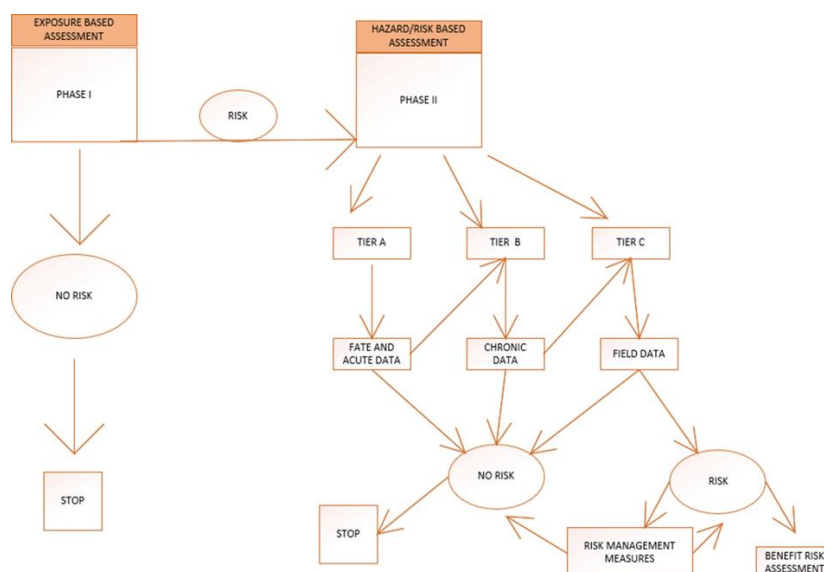 EXPOSURE BASED
ASSESSMENT
PHASE I
RISK
HAZARD/RISK BASED
ASSESSMENT
PHASE II
TIER A
TIER B
TIER C
NO RISK
FATE AND
ACUTE DATA
CHRONIC
DATA
FIELD DATA
NO RISK
RISK
STOP
STOP
RISK MANAGEMENT
MEASURES
BENEFIT RISK
ASSESSMENT